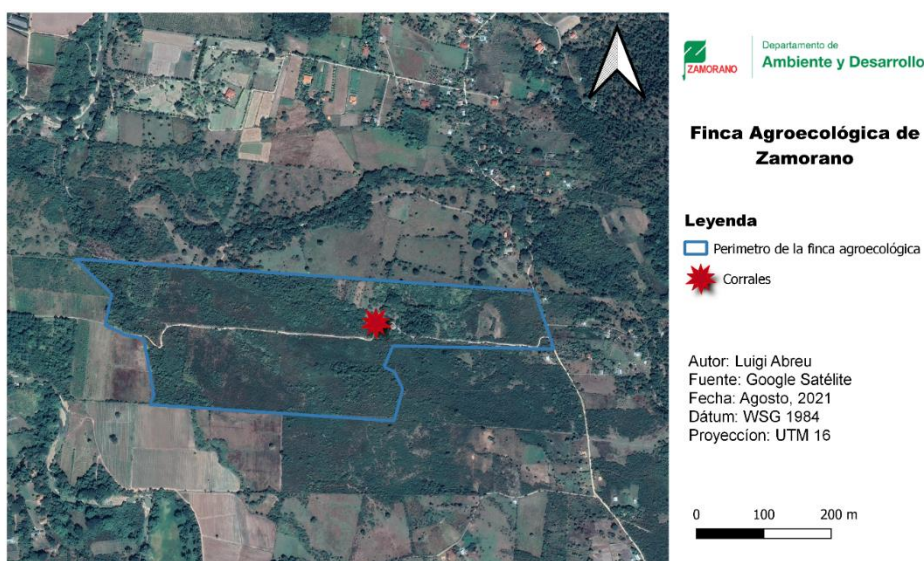 ZAMORANO
Departamento de
Ambiente y Desarrollo
Finca Agroecológica de
Zamorano
Leyenda
Perimetro de la finca agroecológica
Corrales
Autor: Luigi Abreu
Fuente: Google Satélite
Fecha: Agosto, 2021
Dátum: WSG 1984
Proyeccíon: UTM 16
0 100 200 m